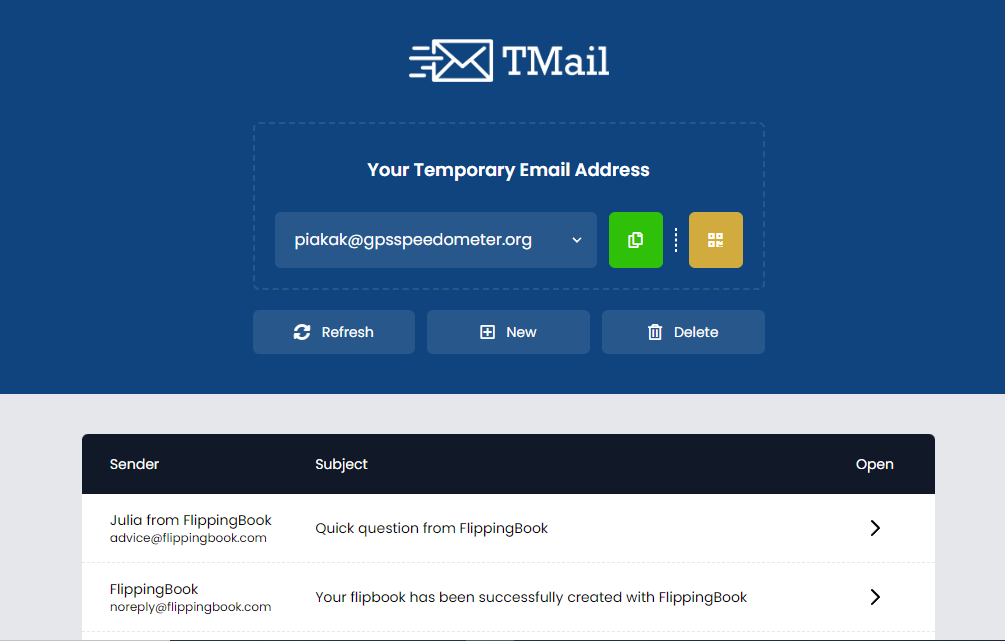 TMail
Your Temporary Email Address
piakak@gpsspeedometer.org
Refresh
New
Delete
Sender Subject Open
Julia from FlippingBook
advice@flippingbook.com
Quick question from FlippingBook
FlippingBook
noreply@flippingbook.com
Your flipbook has been successfully created with FlippingBook